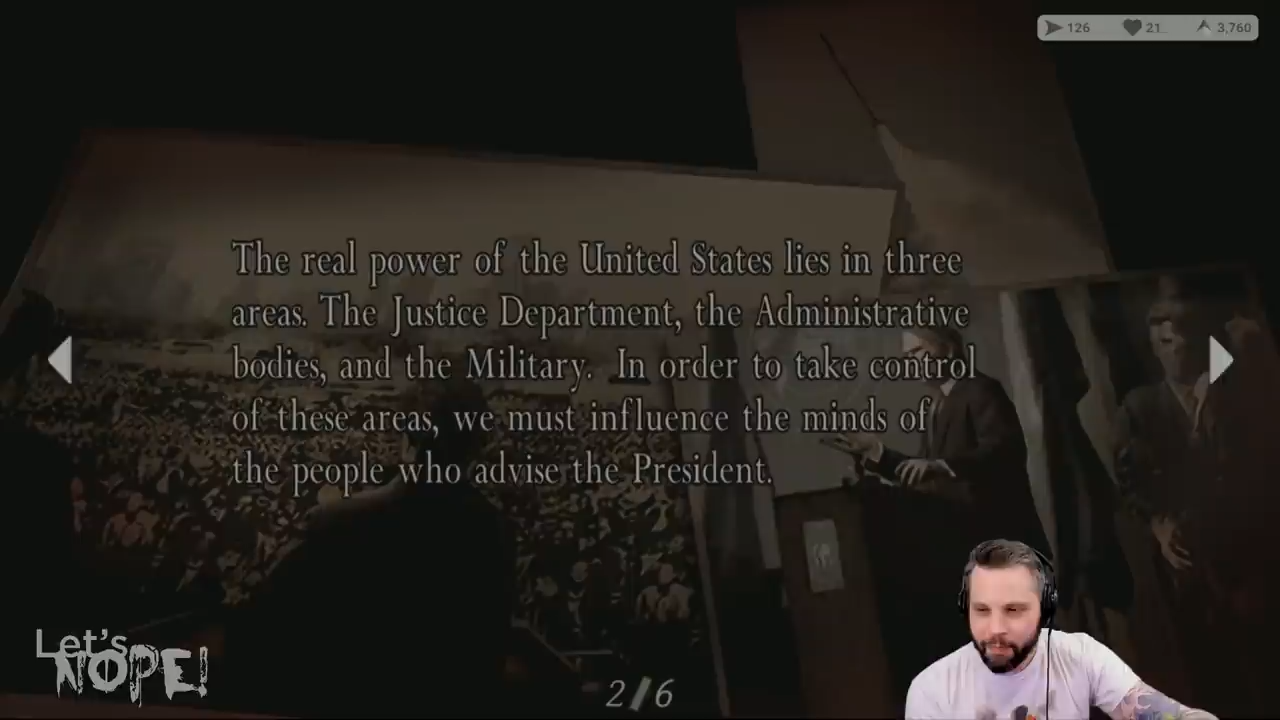 126 21... 3,760
The real power of the United States lies in three
areas. The Justice Department, the Administrative
bodies, and the Military.  In order to take control
of these areas, we must influence the minds of
the people who advise the President.
Let's
NOPE!
2/6